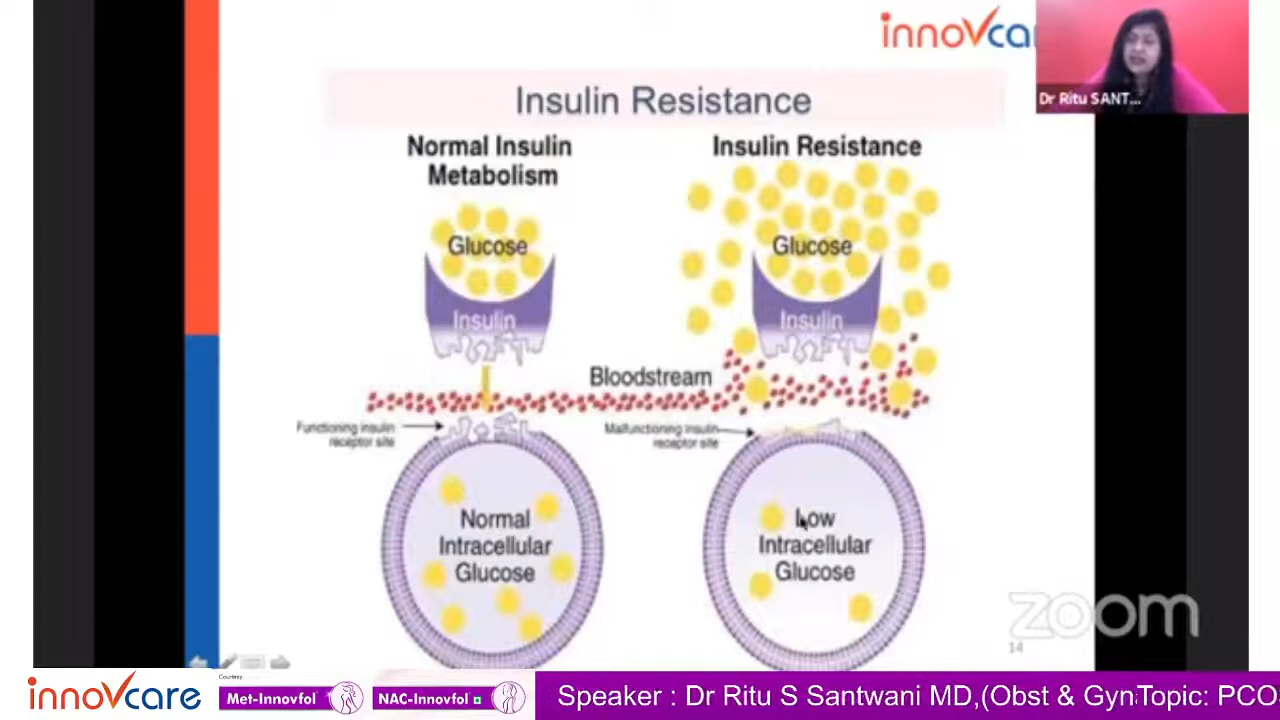 innovcar
Dr Ritu SANT...
Insulin Resistance
Normal Insulin
Metabolism
Glucose
Insulin
Insulin Resistance
Glucose
Insulin
Bloodstream
Functioning insulin
receptor site
Malfunctioning insulin
receptor site
Normal
Intracellular
Glucose
Low
Intracellular
Glucose
zoom
14
innovcare
Courtesy
Met-Innovfol
NAC-Innovfol
Speaker : Dr Ritu S Santwani MD,(Obst & Gyn
Topic: PCO